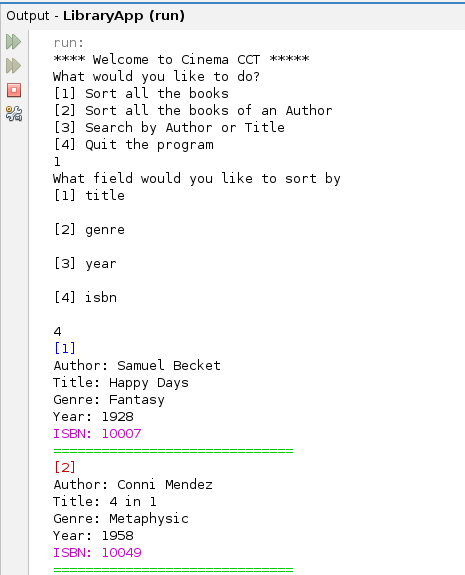 Output - LibraryApp (run)
run:
**** Welcome to Cinema CCT *****
What would you like to do?
[1] Sort all the books
[2] Sort all the books of an Author
[3] Search by Author or Title
[4] Quit the program
1
What field would you like to sort by
[1] title
[2] genre
[3] year
[4] isbn
4
[1]
Author: Samuel Becket
Title: Happy Days
Genre: Fantasy
Year: 1928
ISBN: 10007
==============================
[2]
Author: Conni Mendez
Title: 4 in 1
Genre: Metaphysic
Year: 1958
ISBN: 10049
==============================